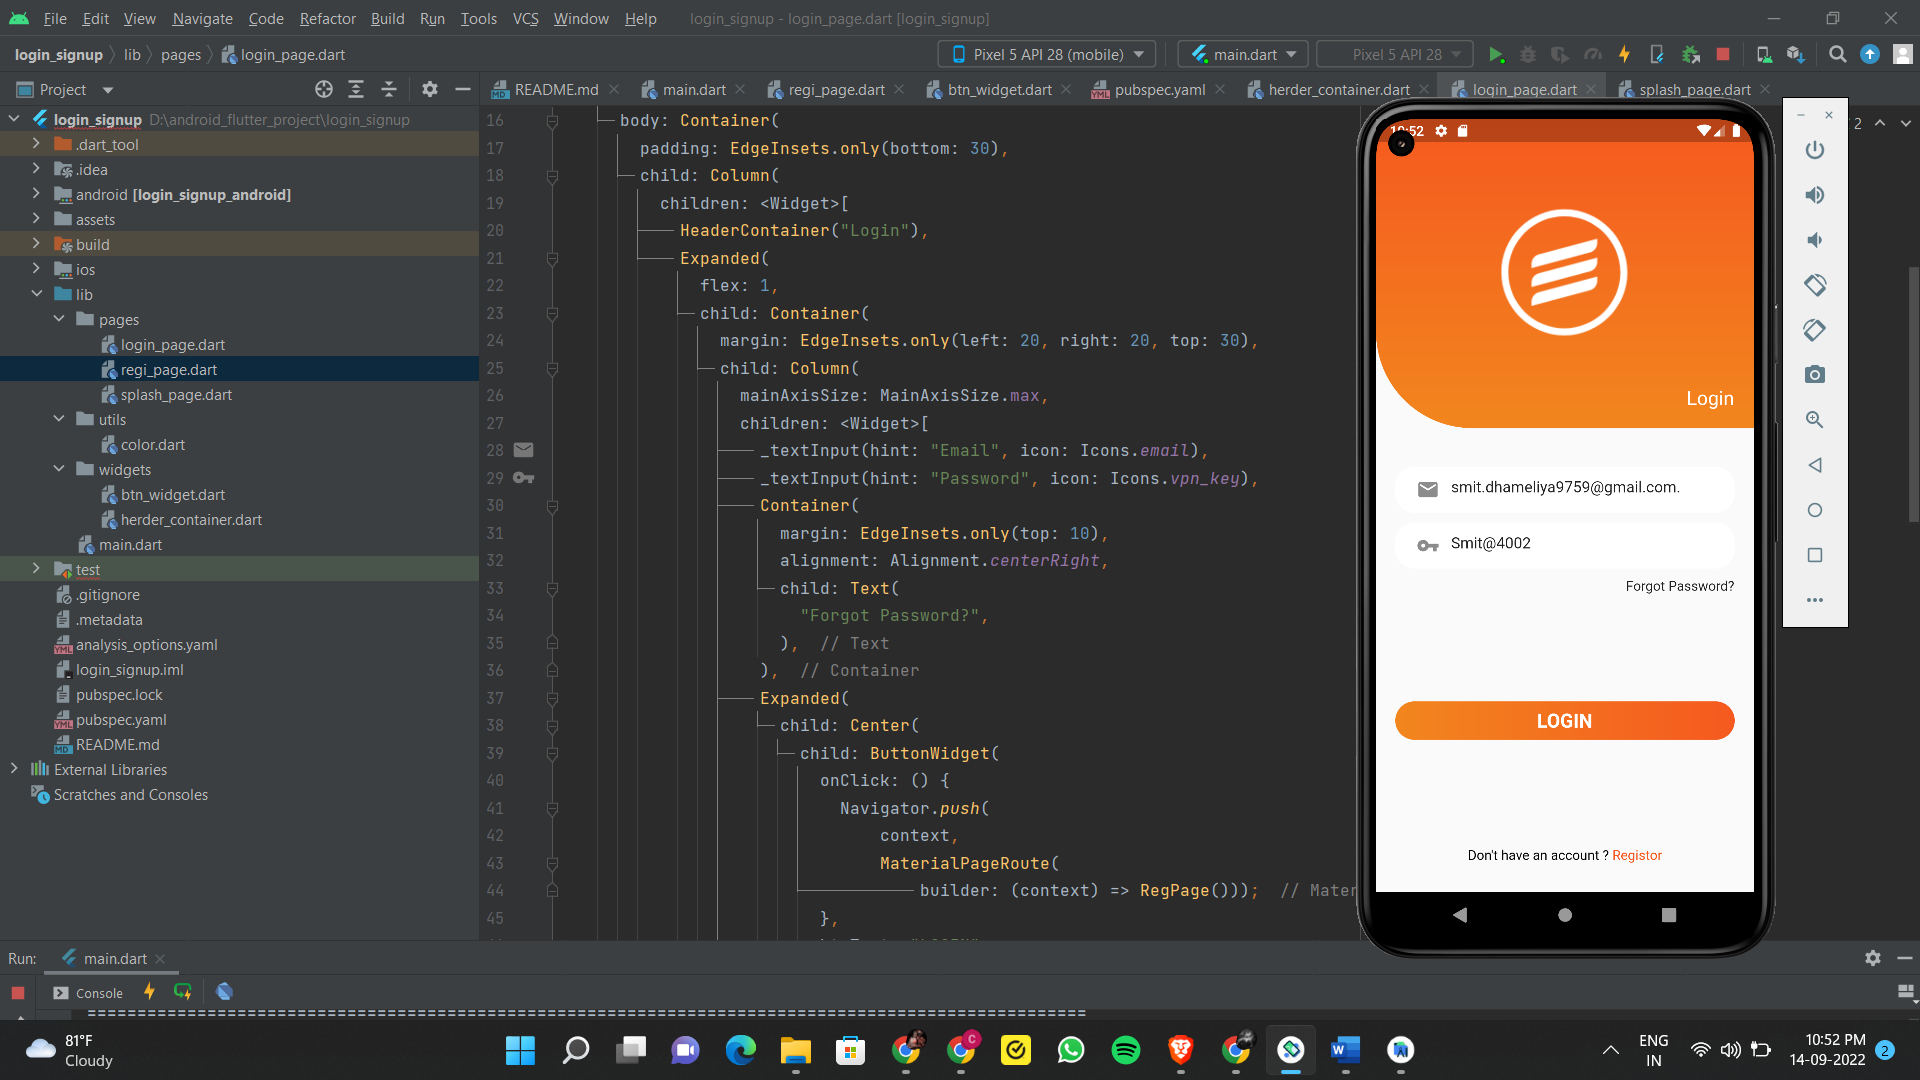 File Edit View Navigate Code Refactor Build Run Tools VCS Window Help login_signup - login_page.dart [login_signup]
login_signup lib pages login_page.dart
Pixel 5 API 28 (mobile) main.dart Pixel 5 API 28
Project
README.md main.dart regi_page.dart btn_widget.dart pubspec.yaml herder_container.dart login_page.dart splash_page.dart
login_signup D:\android_flutter_project\login_signup
.dart_tool
.idea
android [login_signup_android]
assets
build
ios
lib
pages
login_page.dart
regi_page.dart
splash_page.dart
utils
color.dart
widgets
btn_widget.dart
herder_container.dart
main.dart
test
.gitignore
.metadata
analysis_options.yaml
login_signup.iml
pubspec.lock
pubspec.yaml
README.md
External Libraries
Scratches and Consoles
16 body: Container(
17 padding: EdgeInsets.only(bottom: 30),
18 child: Column(
19 children: <Widget>[
20 HeaderContainer("Login"),
21 Expanded(
22 flex: 1,
23 child: Container(
24 margin: EdgeInsets.only(left: 20, right: 20, top: 30),
25 child: Column(
26 mainAxisSize: MainAxisSize.max,
27 children: <Widget>[
28 _textInput(hint: "Email", icon: Icons.email),
29 _textInput(hint: "Password", icon: Icons.vpn_key),
30 Container(
31 margin: EdgeInsets.only(top: 10),
32 alignment: Alignment.centerRight,
33 child: Text(
34 "Forgot Password?",
35 ), // Text
36 ), // Container
37 Expanded(
38 child: Center(
39 child: ButtonWidget(
40 onClick: () {
41 Navigator.push(
42 context,
43 MaterialPageRoute(
44 builder: (context) => RegPage())); // Mater
45 },
2
10:52
Login
smit.dhameliya9759@gmail.com.
Smit@4002
Forgot Password?
LOGIN
Don't have an account ? Registor
Run: main.dart
Console
81°F
Cloudy
ENG
IN
10:52 PM
14-09-2022
2